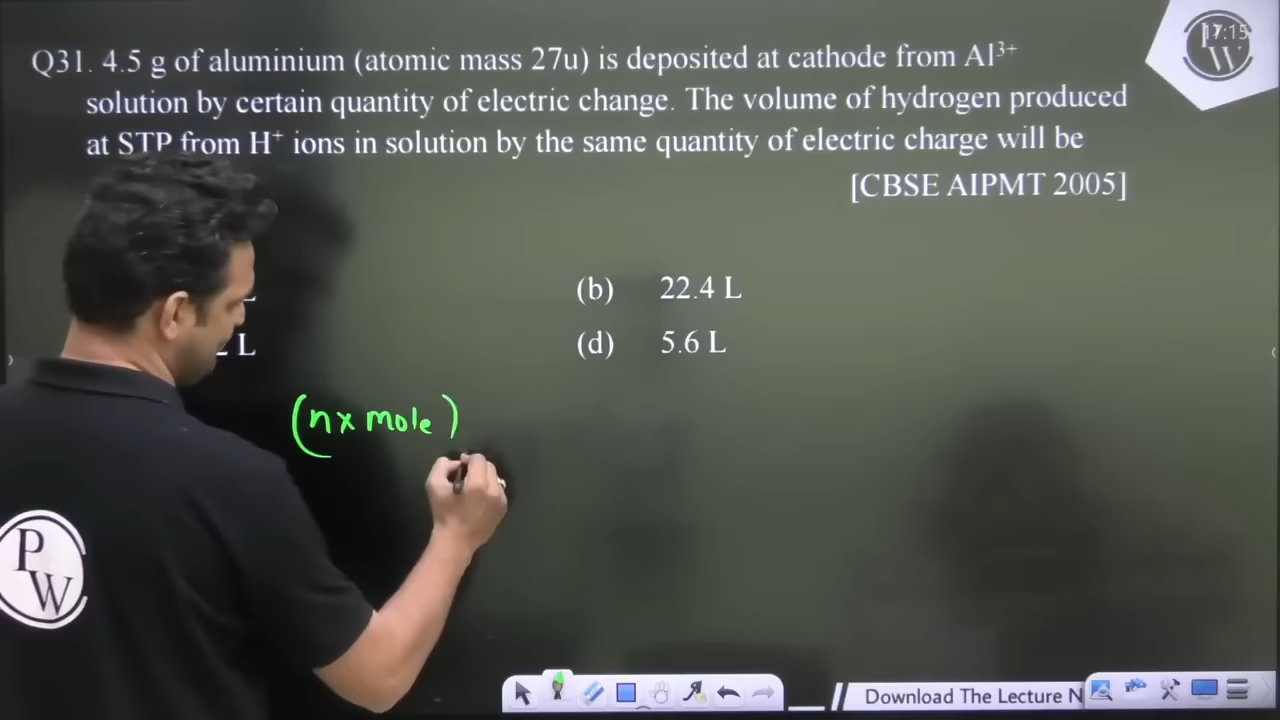 Q31. 4.5 g of aluminium (atomic mass 27u) is deposited at cathode from Al³⁺
solution by certain quantity of electric change. The volume of hydrogen produced
at STP from H⁺ ions in solution by the same quantity of electric charge will be
[CBSE AIPMT 2005]
(b) 22.4 L
L
(d) 5.6 L
(n x mole)
P
W
17:15
W
Download The Lecture N